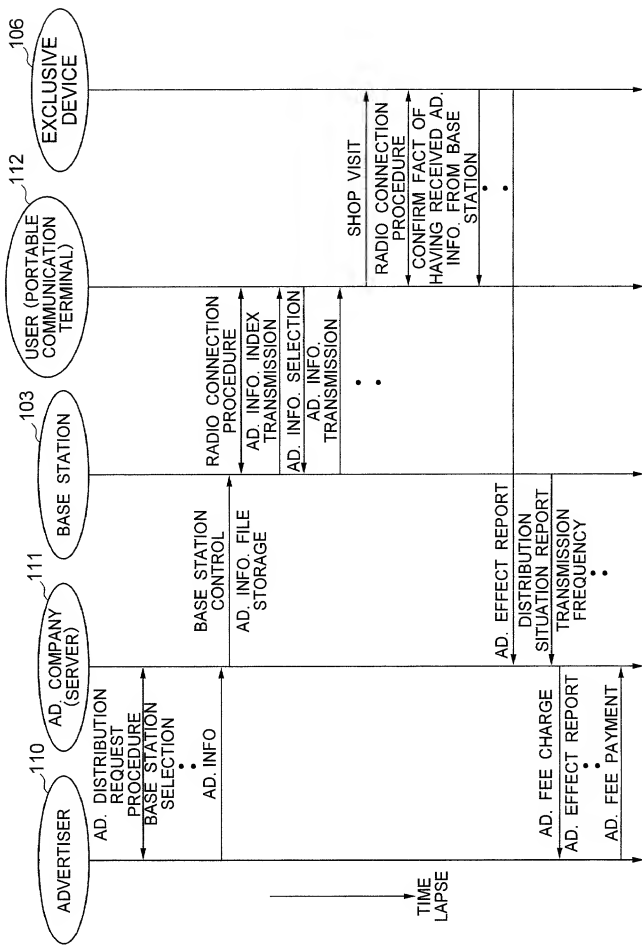 110
ADVERTISER
111
AD. COMPANY
(SERVER)
103
BASE STATION
112
USER (PORTABLE
COMMUNICATION
TERMINAL)
106
EXCLUSIVE
DEVICE
AD. DISTRIBUTION
REQUEST
PROCEDURE
BASE STATION
SELECTION
AD. INFO
BASE STATION
CONTROL
AD. INFO. FILE
STORAGE
RADIO CONNECTION
PROCEDURE
AD. INFO. INDEX
TRANSMISSION
AD. INFO. SELECTION
AD. INFO.
TRANSMISSION
SHOP VISIT
RADIO CONNECTION
PROCEDURE
CONFIRM FACT OF
HAVING RECEIVED AD.
INFO. FROM BASE
STATION
AD. EFFECT REPORT
DISTRIBUTION
SITUATION REPORT
TRANSMISSION
FREQUENCY
AD. FEE CHARGE
AD. EFFECT REPORT
AD. FEE PAYMENT
TIME
LAPSE